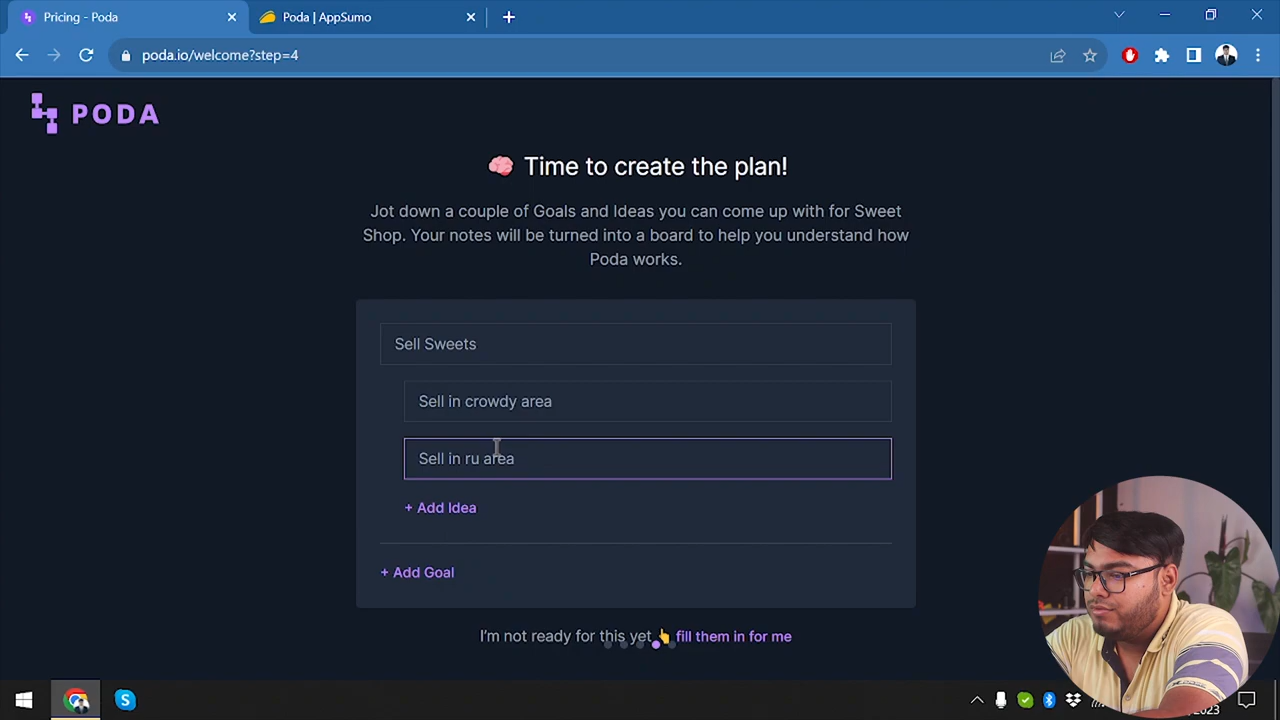 Pricing - Poda
Poda | AppSumo
poda.io/welcome?step=4
PODA
Time to create the plan!
Jot down a couple of Goals and Ideas you can come up with for Sweet
Shop. Your notes will be turned into a board to help you understand how
Poda works.
Sell Sweets
Sell in crowdy area
Sell in ru area
+ Add Idea
+ Add Goal
I'm not ready for this yet 👆 fill them in for me